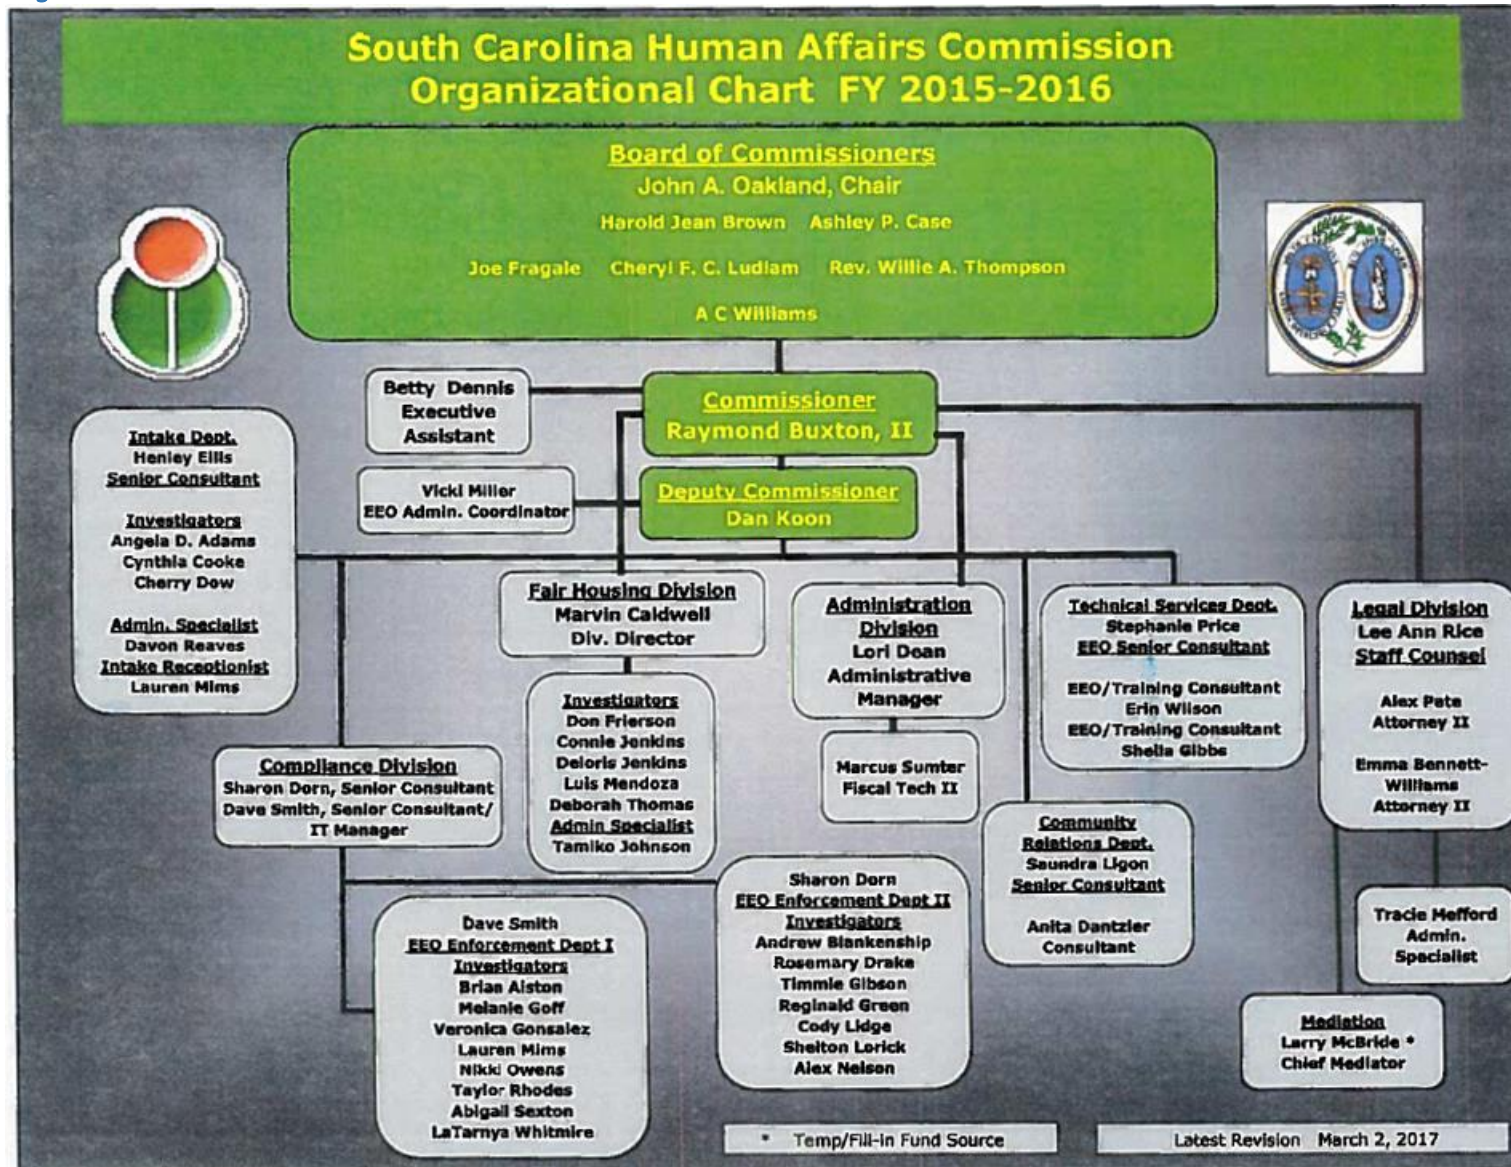 South Carolina Human Affairs Commission
Organizational Chart FY 2015-2016
Board of Commissioners
John A. Oakland, Chair
Harold Jean Brown Ashley P. Case
Joe Fragale Cheryl F. C. Ludlam Rev. Willie A. Thompson
A C Williams
Betty Dennis
Executive
Assistant
Commissioner
Raymond Buxton, II
Vicki Miller
EEO Admin. Coordinator
Deputy Commissioner
Dan Koon
Intake Dept.
Henley Ellis
Senior Consultant
Investigators
Angela D. Adams
Cynthia Cooke
Cherry Dow
Admin. Specialist
Davon Reaves
Intake Receptionist
Lauren Mims
Fair Housing Division
Marvin Caldwell
Div. Director
Investigators
Don Frierson
Connie Jenkins
Deloris Jenkins
Luis Mendoza
Deborah Thomas
Admin Specialist
Tamiko Johnson
Administration
Division
Lori Dean
Administrative
Manager
Marcus Sumter
Fiscal Tech II
Technical Services Dept.
Stephanie Price
EEO Senior Consultant
EEO/Training Consultant
Erin Wilson
EEO/Training Consultant
Sheila Gibbs
Legal Division
Lee Ann Rice
Staff Counsel
Alex Pate
Attorney II
Emma Bennett-
Williams
Attorney II
Compliance Division
Sharon Dorn, Senior Consultant
Dave Smith, Senior Consultant/
IT Manager
Community
Relations Dept.
Saundra Ligon
Senior Consultant
Anita Dantzler
Consultant
Dave Smith
EEO Enforcement Dept I
Investigators
Brian Alston
Melanie Goff
Veronica Gonsalez
Lauren Mims
Nikki Owens
Taylor Rhodes
Abigail Sexton
LaTarnya Whitmire
Sharon Dorn
EEO Enforcement Dept II
Investigators
Andrew Blankenship
Rosemary Drake
Timmie Gibson
Reginald Green
Cody Lidge
Shelton Lorick
Alex Nelson
Tracie Mefford
Admin.
Specialist
Mediation
Larry McBride *
Chief Mediator
* Temp/Fill-in Fund Source
Latest Revision March 2, 2017